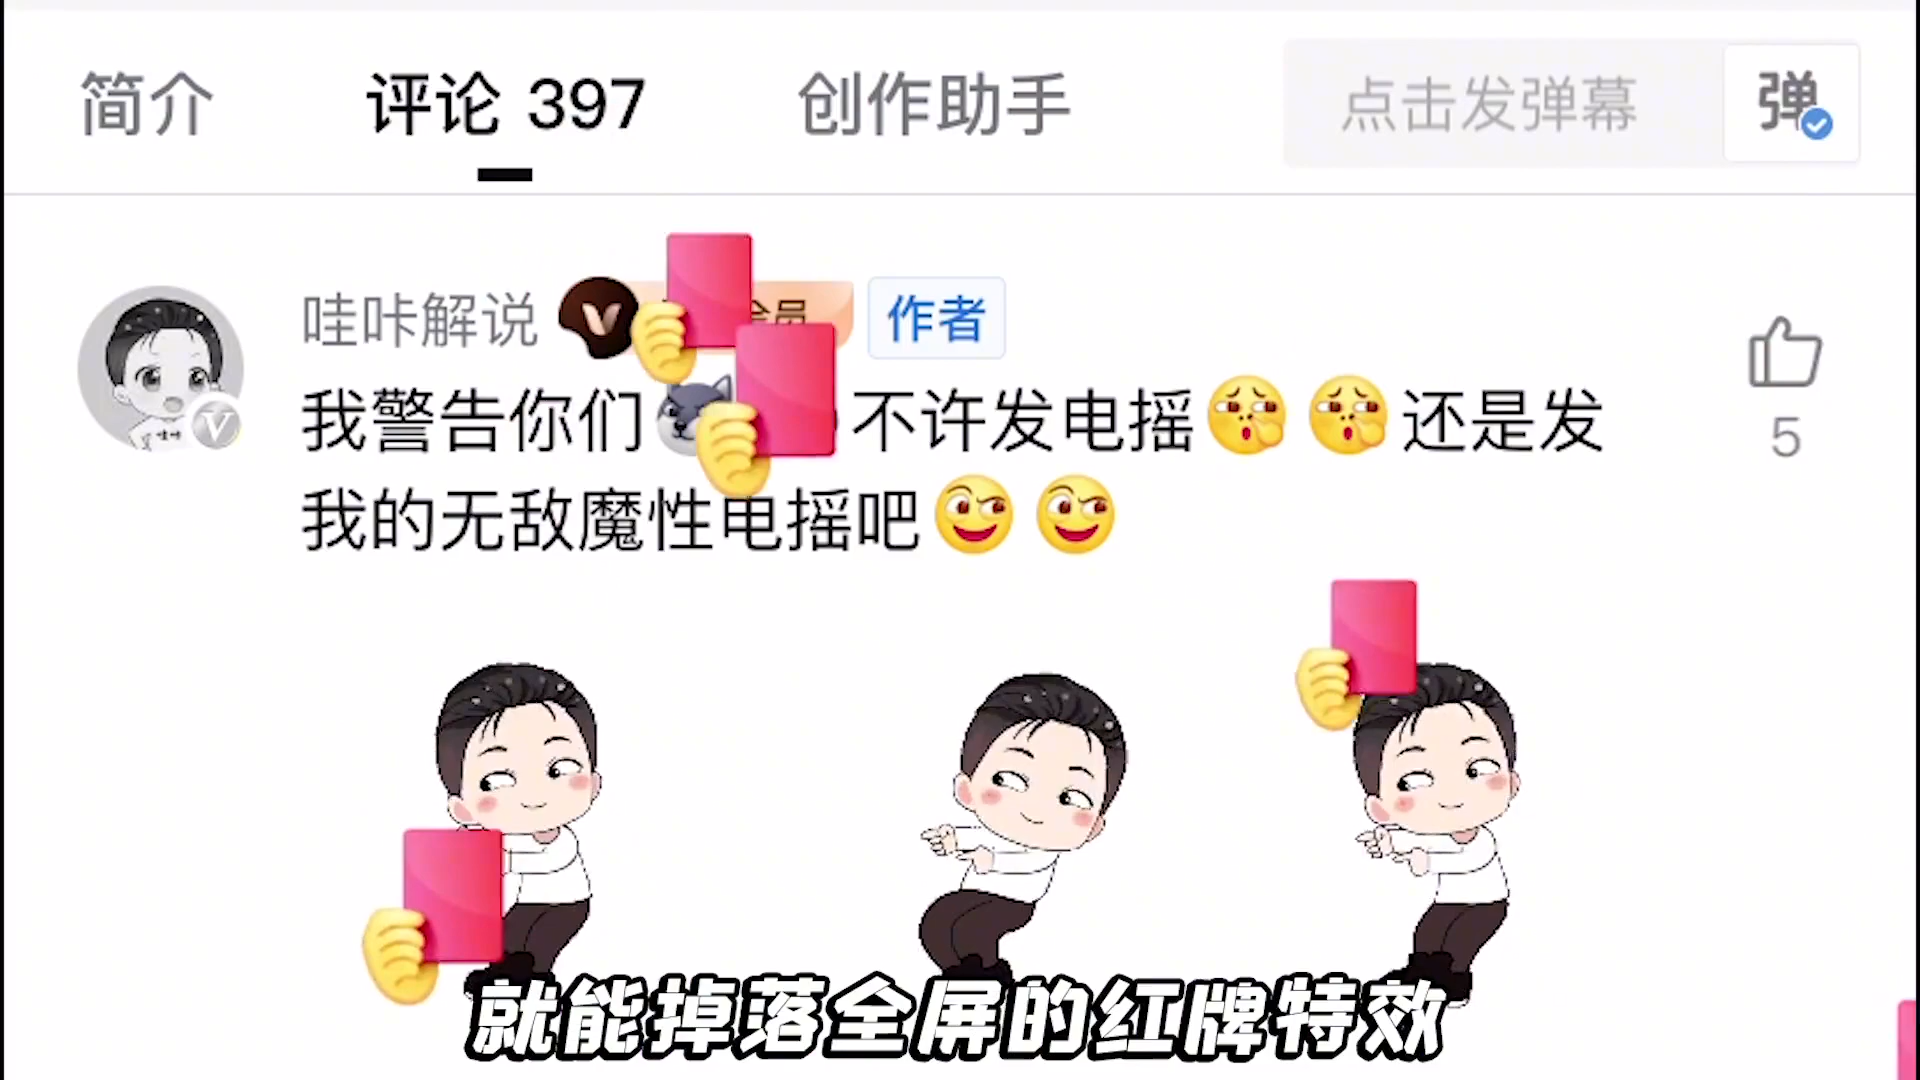 简介 评论 397 创作助手 点击发弹幕 弹
哇咔解说 会员 作者
我警告你们 不许发电摇 还是发
5
我的无敌魔性电摇吧
就能掉落全屏的红牌特效